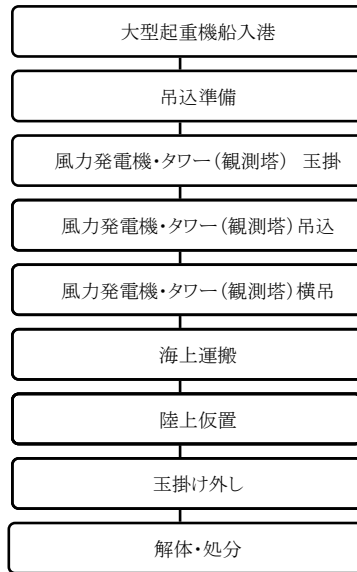 大型起重機船入港
吊込準備
風力発電機・タワー(観測塔) 玉掛
風力発電機・タワー(観測塔)吊込
風力発電機・タワー(観測塔)横吊
海上運搬
陸上仮置
玉掛け外し
解体・処分